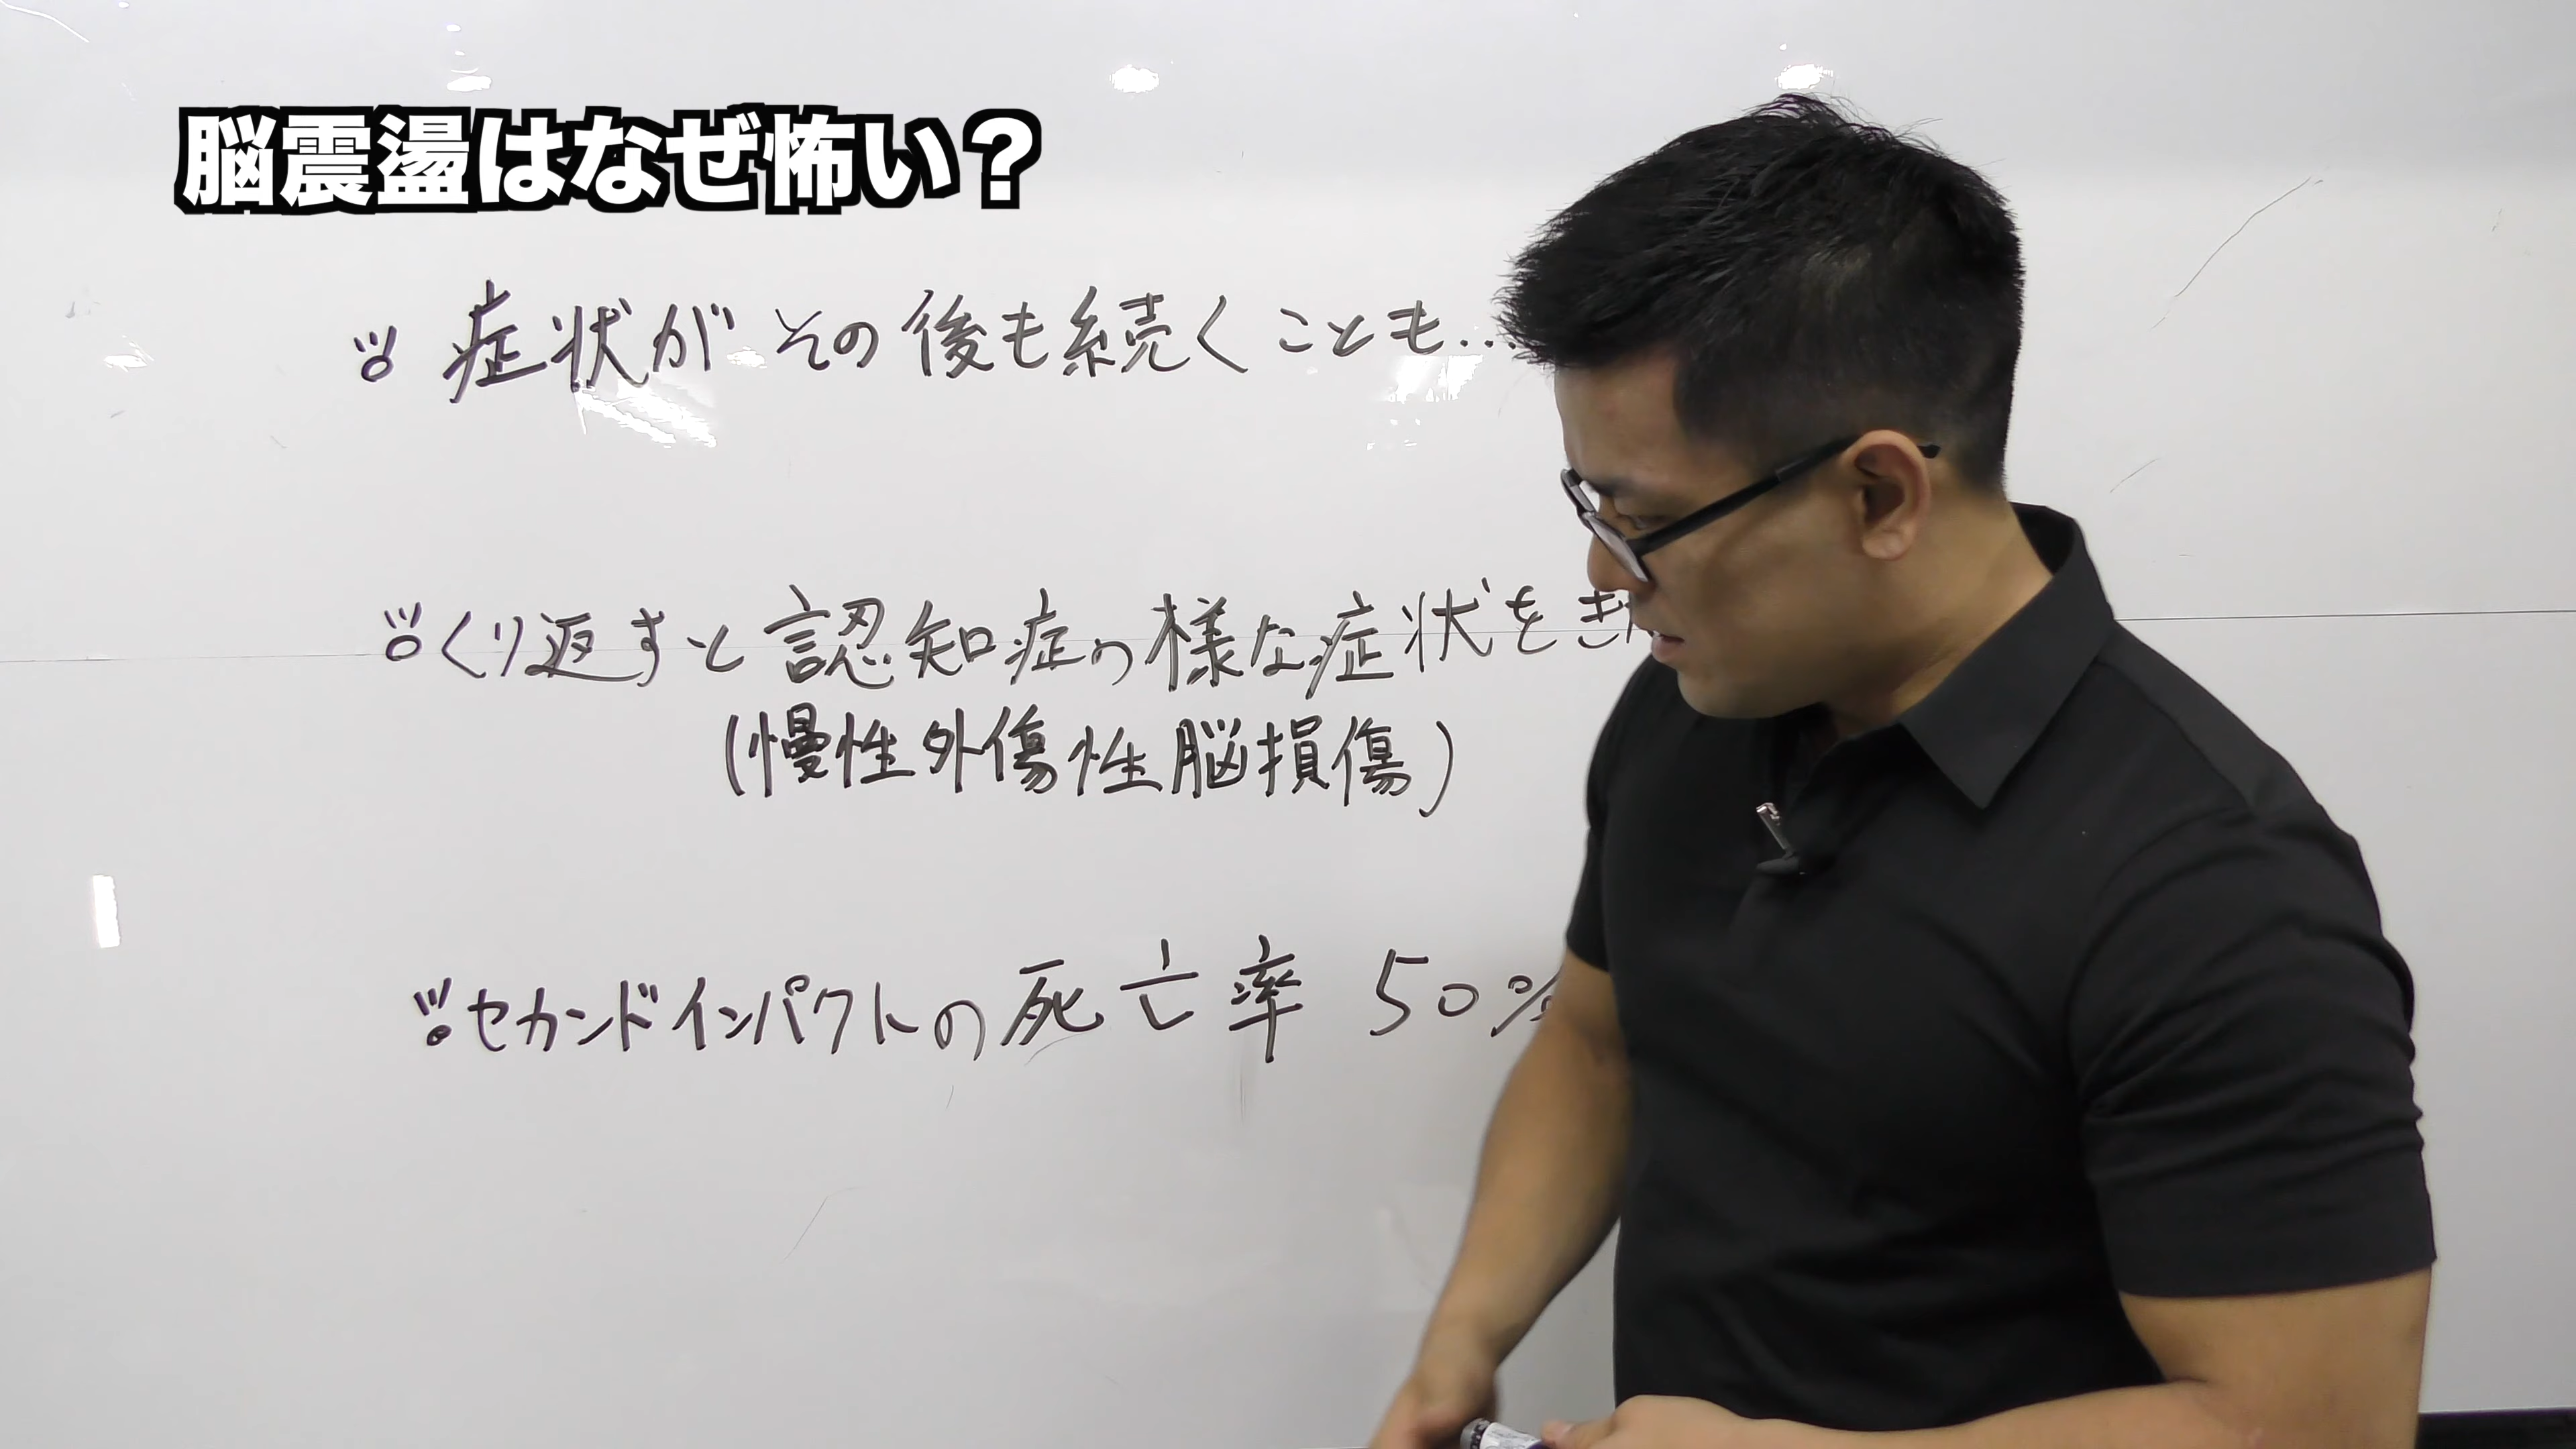 脳震盪はなぜ怖い?
症状がその後も続くことも…
くり返すと認知症の様な症状をき
(慢性外傷性脳損傷)
セカンドインパクトの死亡率 50%